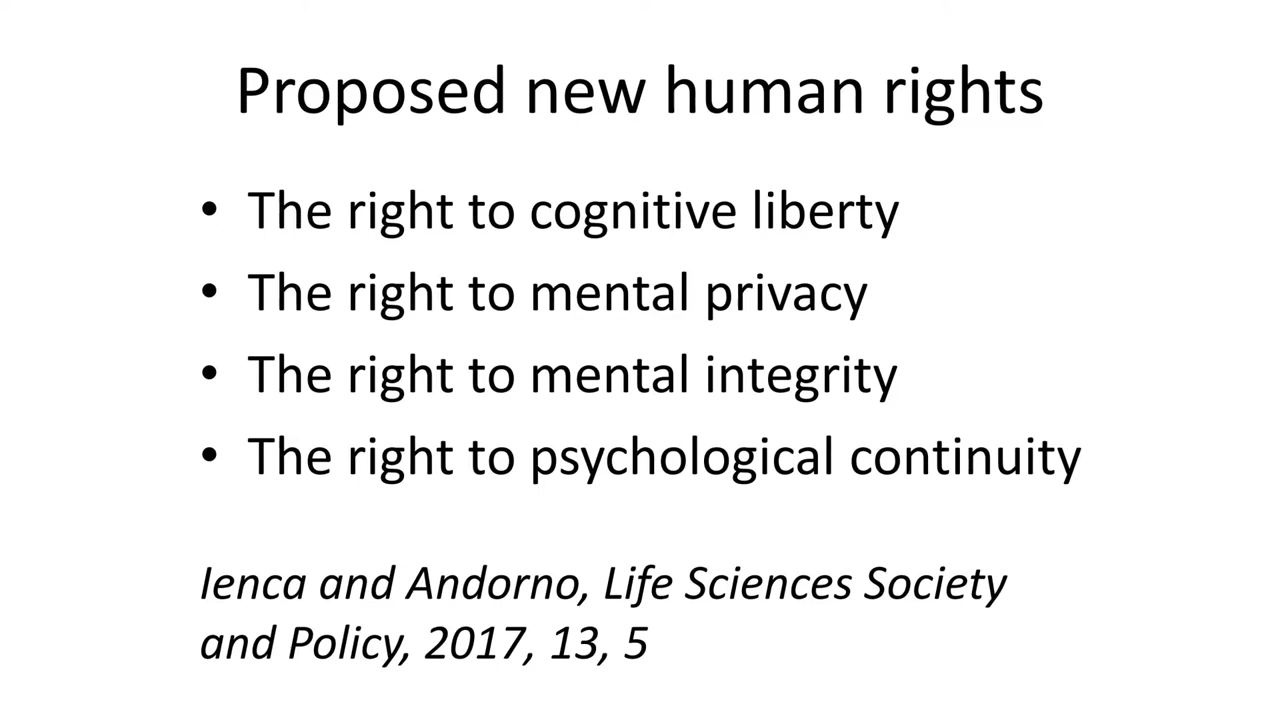 Proposed new human rights
• The right to cognitive liberty
• The right to mental privacy
• The right to mental integrity
• The right to psychological continuity
Ienca and Andorno, Life Sciences Society
and Policy, 2017, 13, 5